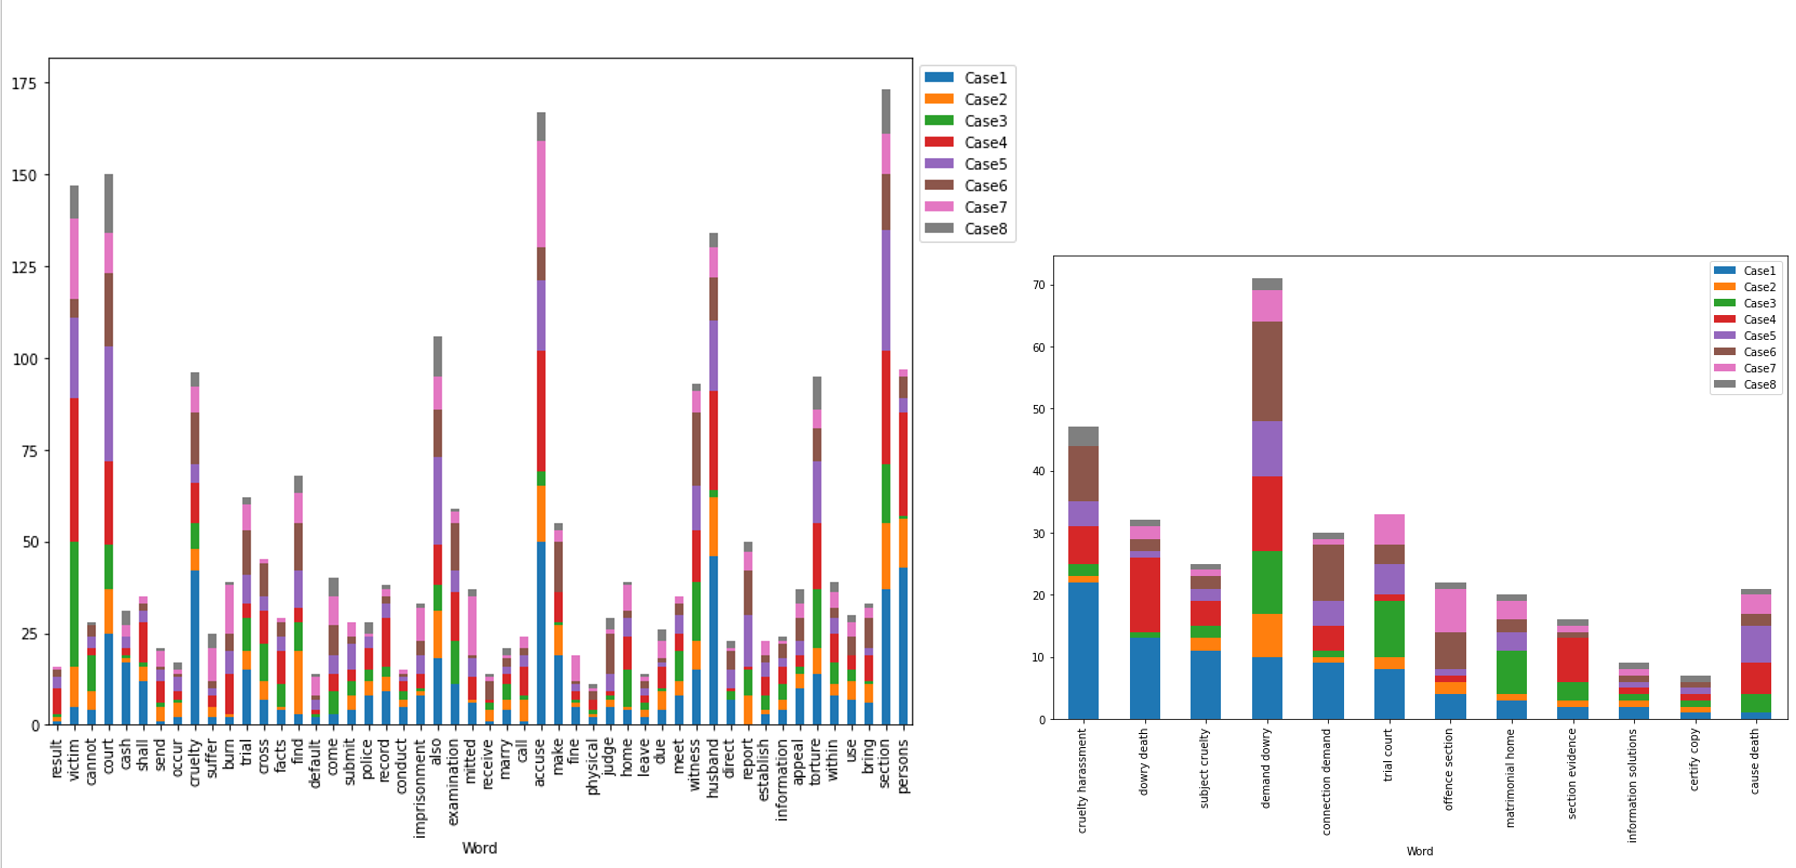 175
150
125
100
75
50
25
0
result
victim
cannot
court
cash
shall
send
occur
cruelty
suffer
burn
trial
cross
facts
find
default
come
submit
police
record
conduct
imprisonment
also
examination
mitted
receive
marry
call
accuse
make
fine
physical
judge
home
leave
due
meet
witness
husband
direct
report
establish
information
appeal
torture
within
use
bring
section
persons
Word
Case1
Case2
Case3
Case4
Case5
Case6
Case7
Case8
70
60
50
40
30
20
10
0
cruelty harassment
dowry death
subject cruelty
demand dowry
connection demand
trial court
offence section
matrimonial home
section evidence
information solutions
certify copy
cause death
Word
Case1
Case2
Case3
Case4
Case5
Case6
Case7
Case8